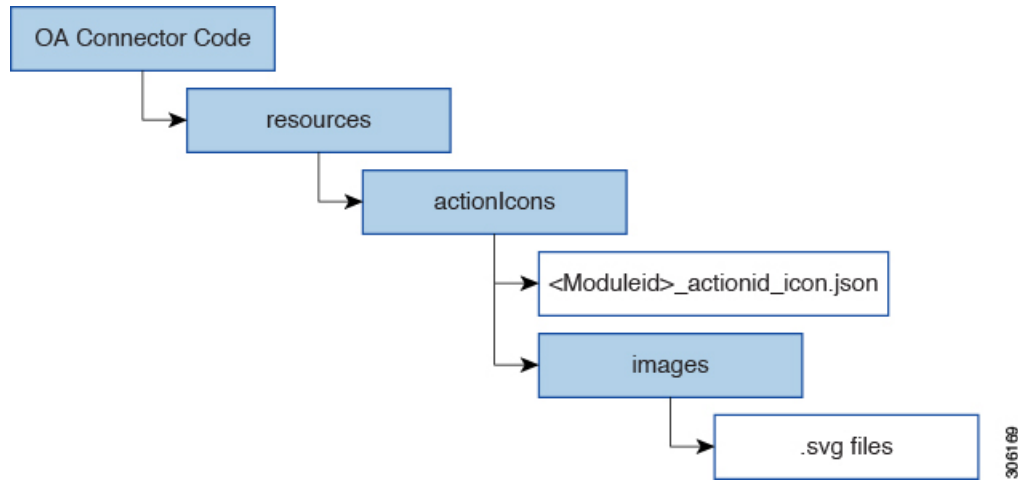 OA Connector Code
resources
actionIcons
<Moduleid>_actionid_icon.json
images
.svg files
306169